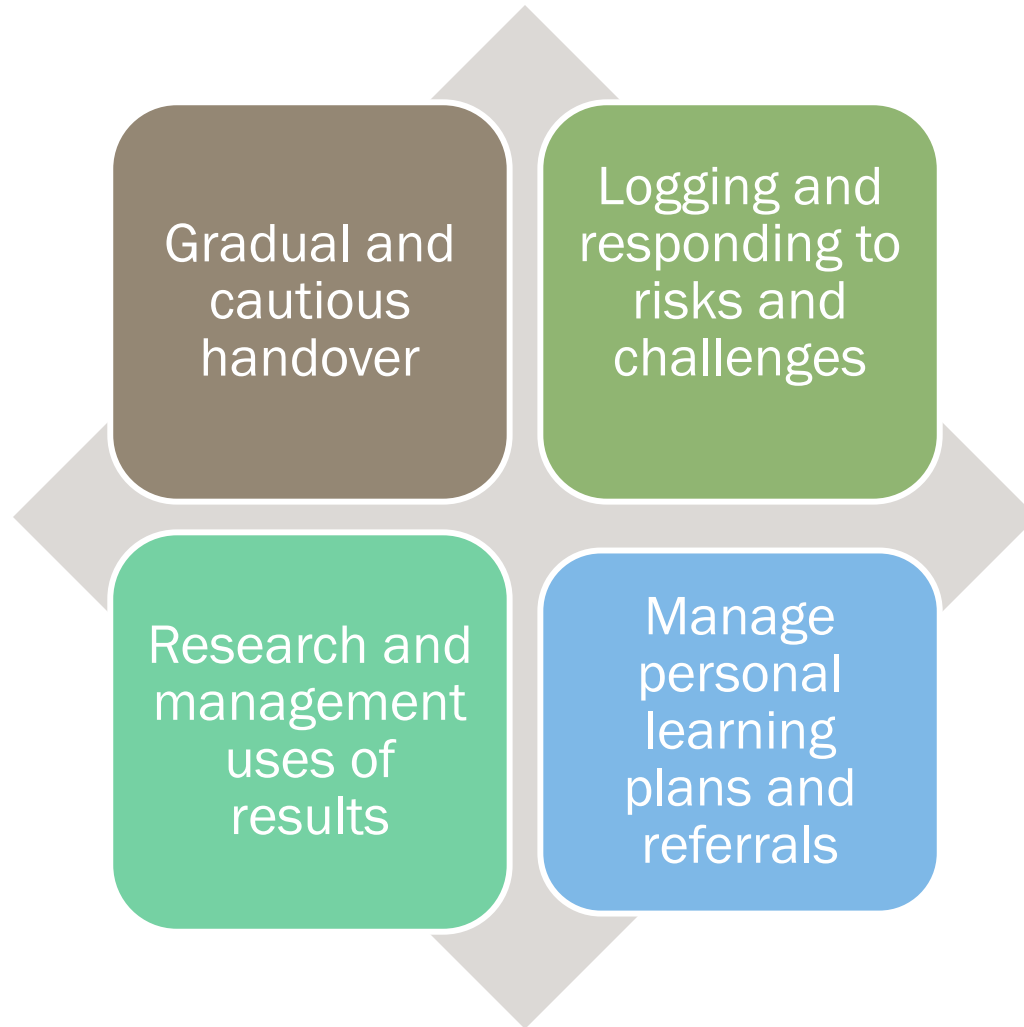 Gradual and
cautious
handover
Logging and
responding to
risks and
challenges
Research and
management
uses of
results
Manage
personal
learning
plans and
referrals